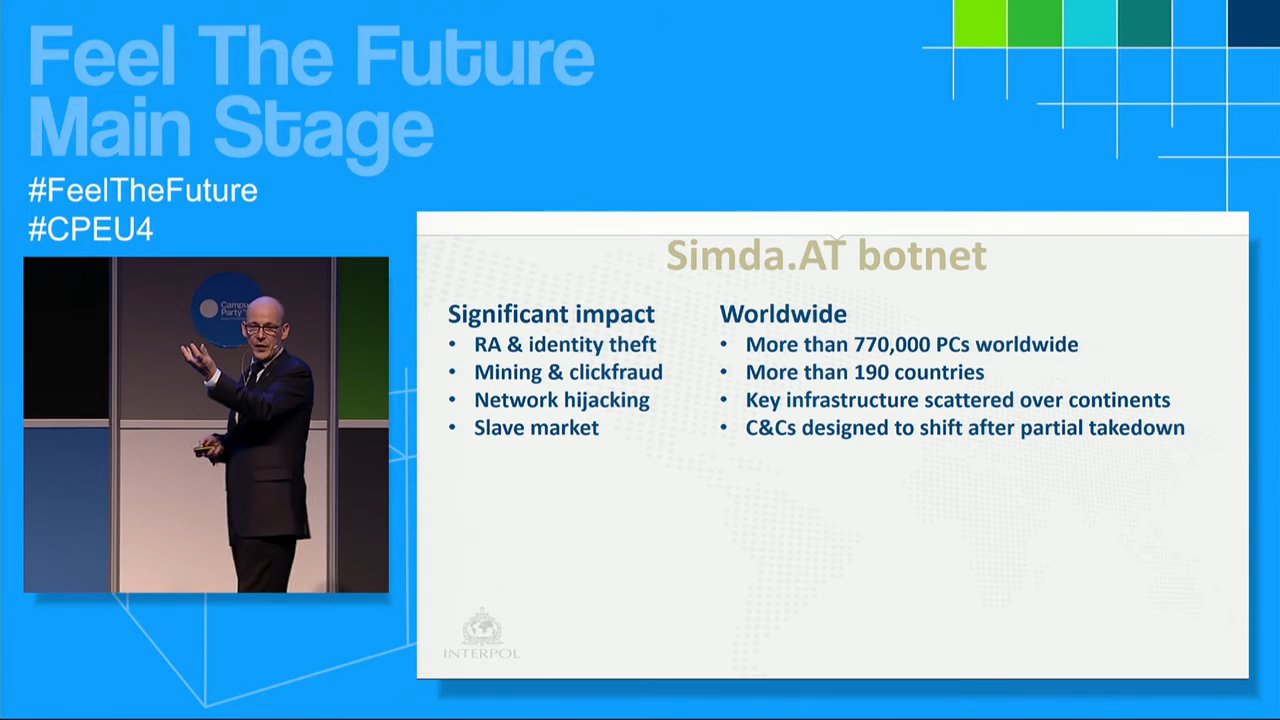 Feel The Future
Main Stage
#FeelTheFuture
#CPEU4
Campus
Party
Simda.AT botnet
Significant impact
• RA & identity theft
• Mining & clickfraud
• Network hijacking
• Slave market
Worldwide
• More than 770,000 PCs worldwide
• More than 190 countries
• Key infrastructure scattered over continents
• C&Cs designed to shift after partial takedown
INTERPOL